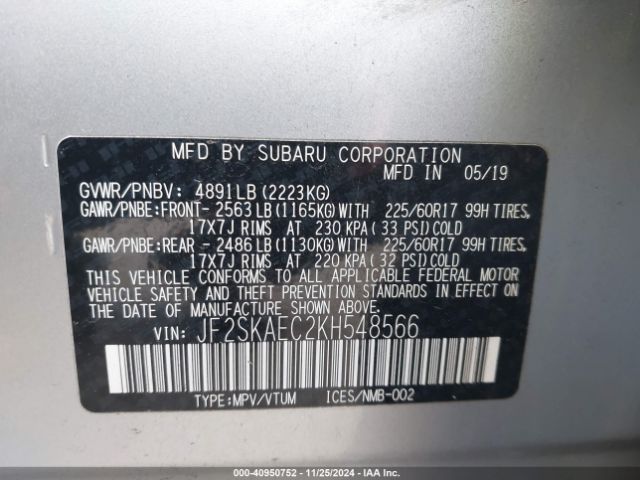 MFD BY SUBARU CORPORATION
MFD IN 05/19
GVWR/PNBV: 4891LB (2223KG)
GAWR/PNBE:FRONT- 2563LB (1165KG)WITH 225/60R17 99H TIRES,
17X7J RIMS AT 230 KPA ( 33 PSI)COLD
GAWR/PNBE:REAR - 2486LB (1130KG)WITH 225/60R17 99H TIRES,
17X7J RIMS AT 220 KPA ( 32 PSI)COLD
THIS VEHICLE CONFORMS TO ALL APPLICABLE FEDERAL MOTOR
VEHICLE SAFETY AND THEFT PREVENTION STANDARDS IN EFFECT ON
THE DATE OF MANUFACTURE SHOWN ABOVE.
VIN: JF2SKAEC2KH548566
TYPE:MPV/VTUM ICES/NMB-002
000-40950752 - 11/25/2024 - IAA Inc.